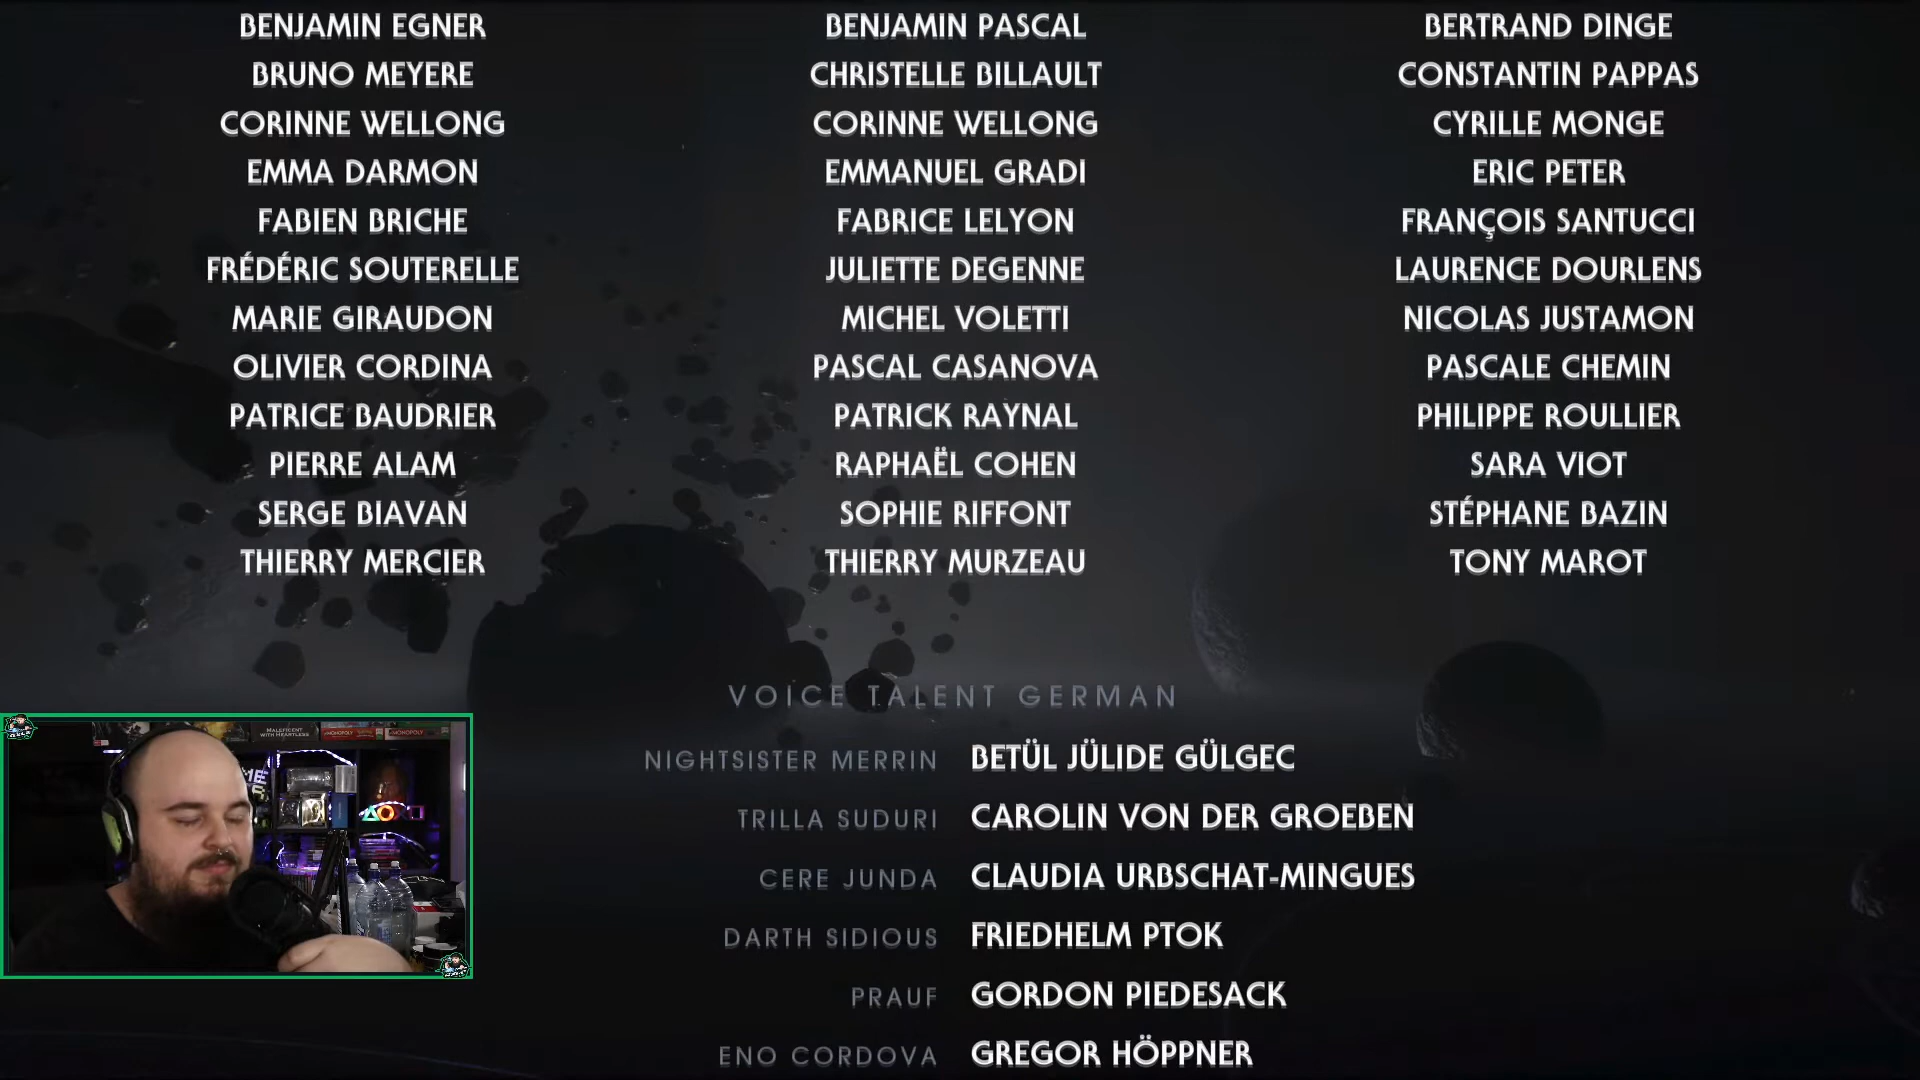 BENJAMIN EGNER BENJAMIN PASCAL BERTRAND DINGE
BRUNO MEYERE CHRISTELLE BILLAULT CONSTANTIN PAPPAS
CORINNE WELLONG CORINNE WELLONG CYRILLE MONGE
EMMA DARMON EMMANUEL GRADI ERIC PETER
FABIEN BRICHE FABRICE LELYON FRANÇOIS SANTUCCI
FRÉDÉRIC SOUTERELLE JULIETTE DEGENNE LAURENCE DOURLENS
MARIE GIRAUDON MICHEL VOLETTI NICOLAS JUSTAMON
OLIVIER CORDINA PASCAL CASANOVA PASCALE CHEMIN
PATRICE BAUDRIER PATRICK RAYNAL PHILIPPE ROULLIER
PIERRE ALAM RAPHAËL COHEN SARA VIOT
SERGE BIAVAN SOPHIE RIFFONT STÉPHANE BAZIN
THIERRY MERCIER THIERRY MURZEAU TONY MAROT
VOICE TALENT GERMAN
NIGHTSISTER MERRIN BETÜL JÜLIDE GÜLGEC
TRILLA SUDURI CAROLIN VON DER GROEBEN
CERE JUNDA CLAUDIA URBSCHAT-MINGUES
DARTH SIDIOUS FRIEDHELM PTOK
PRAUF GORDON PIEDESACK
ENO CORDOVA GREGOR HÖPPNER
MALEFICENT
WITH HEARTLESS
MONOPOLY
MONOPOLY